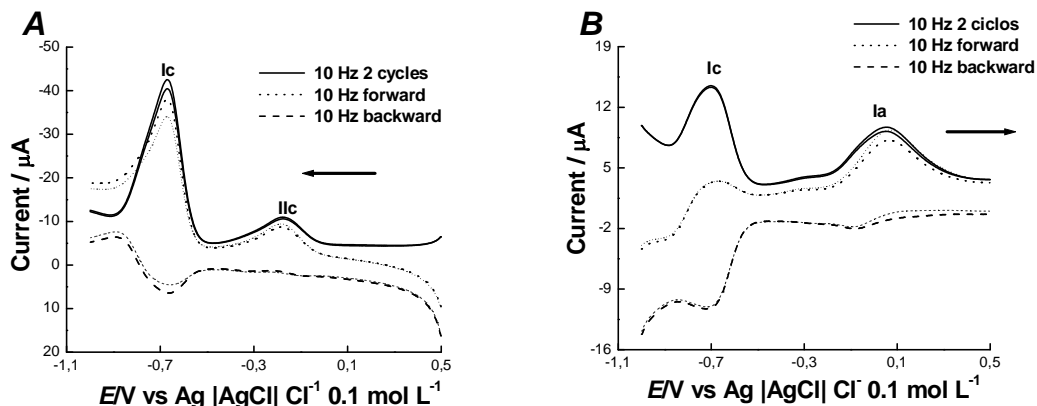 A
-50
-40
-30
-20
-10
0
10
20
Current / µA
Ic
IIc
10 Hz 2 cycles
10 Hz forward
10 Hz backward
-1,1
-0,7
-0,3
0,1
0,5
E/V vs Ag |AgCl| Cl⁻¹ 0.1 mol L⁻¹
B
19
12
5
-2
-9
-16
Current / µA
Ic
Ia
10 Hz 2 ciclos
10 Hz forward
10 Hz backward
-1,1
-0,7
-0,3
0,1
0,5
E/V vs Ag |AgCl| Cl⁻ 0.1 mol L⁻¹